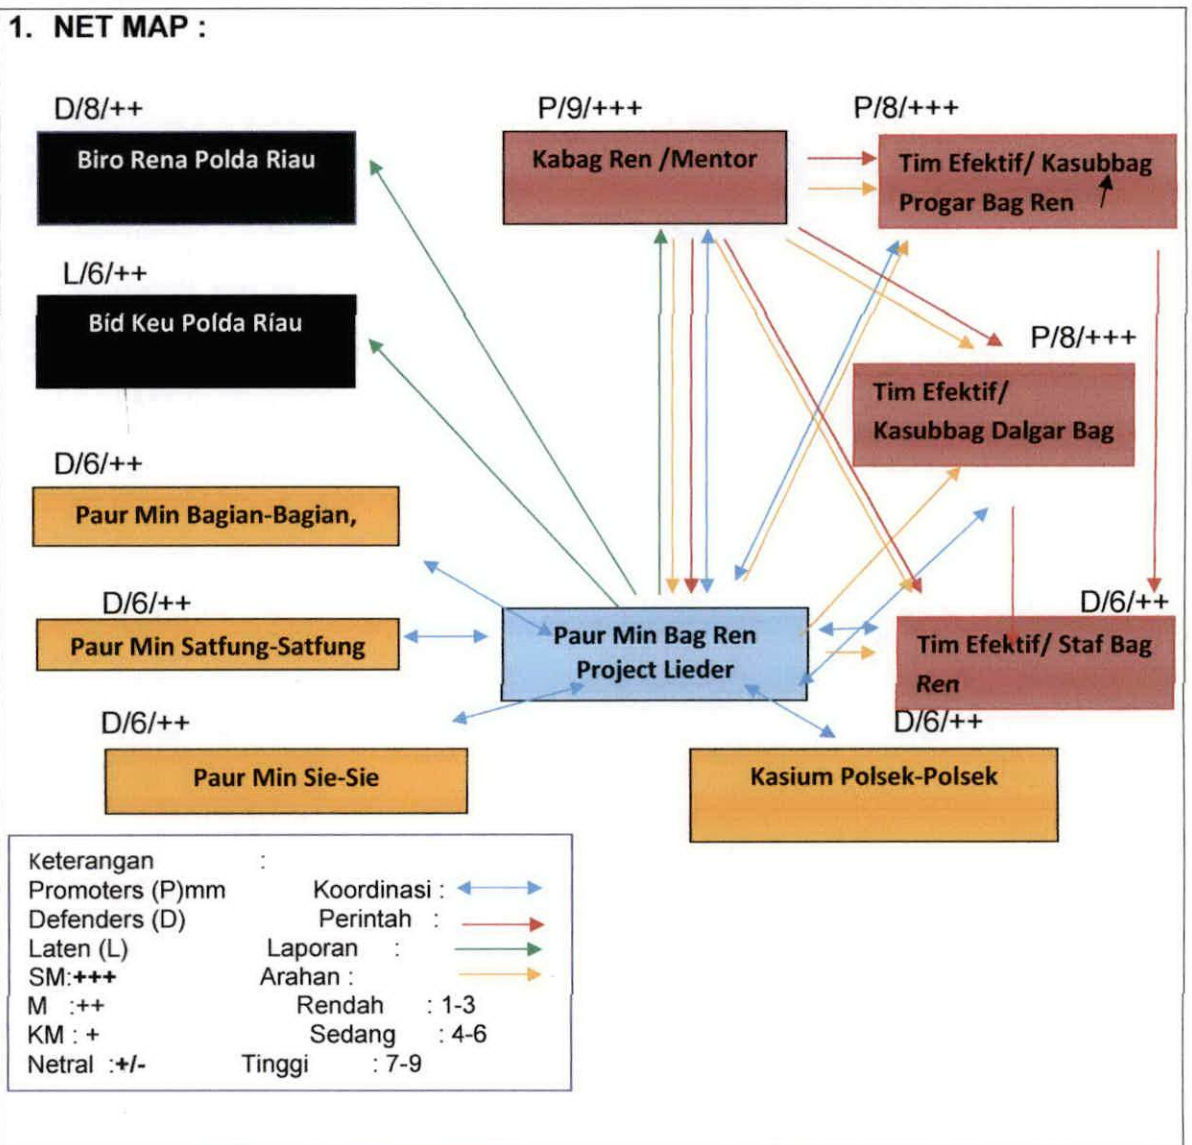 1. NET MAP :
D/8/++
Biro Rena Polda Riau
P/9/+++
Kabag Ren /Mentor
P/8/+++
Tim Efektif/ Kasubbag
Progar Bag Ren
L/6/++
Bid Keu Polda Riau
P/8/+++
Tim Efektif/
Kasubbag Dalgar Bag
D/6/++
Paur Min Bagian-Bagian,
D/6/++
Paur Min Satfung-Satfung
Paur Min Bag Ren
Project Lieder
D/6/++
Tim Efektif/ Staf Bag
Ren
D/6/++
Paur Min Sie-Sie
D/6/++
Kasium Polsek-Polsek
Keterangan :
Promoters (P)mm Koordinasi :
Defenders (D) Perintah :
Laten (L) Laporan :
SM:+++ Arahan :
M :++ Rendah : 1-3
KM : + Sedang : 4-6
Netral :+/- Tinggi : 7-9